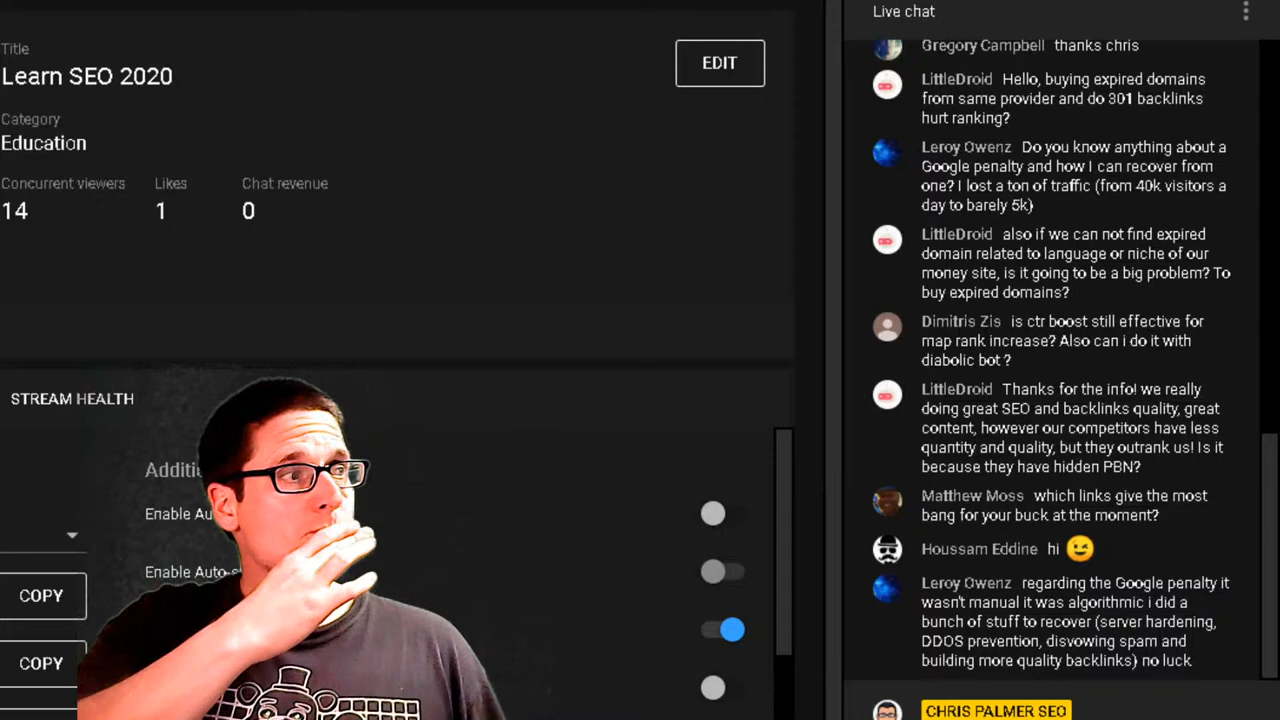 Title
Learn SEO 2020
EDIT
Category
Education
Concurrent viewers Likes Chat revenue
14 1 0
STREAM HEALTH
Enable
Enable
COPY
COPY
Live chat
Gregory Campbell thanks chris
LittleDroid Hello, buying expired domains
from same provider and do 301 backlinks
hurt ranking?
Leroy Owenz Do you know anything about a
Google penalty and how I can recover from
one? I lost a ton of traffic (from 40k visitors a
day to barely 5k)
LittleDroid also if we can not find expired
domain related to language or niche of our
money site, is it going to be a big problem? To
buy expired domains?
Dimitris Zis is ctr boost still effective for
map rank increase? Also can i do it with
diabolic bot ?
LittleDroid Thanks for the info! we really
doing great SEO and backlinks quality, great
content, however our competitors have less
quantity and quality, but they outrank us! Is it
because they have hidden PBN?
Matthew Moss which links give the most
bang for your buck at the moment?
Houssam Eddine hi 😉
Leroy Owenz regarding the Google penalty it
wasn't manual it was algorithmic i did a
bunch of stuff to recover (server hardening,
DDOS prevention, disvowing spam and
building more quality backlinks) no luck
CHRIS PALMER SEO